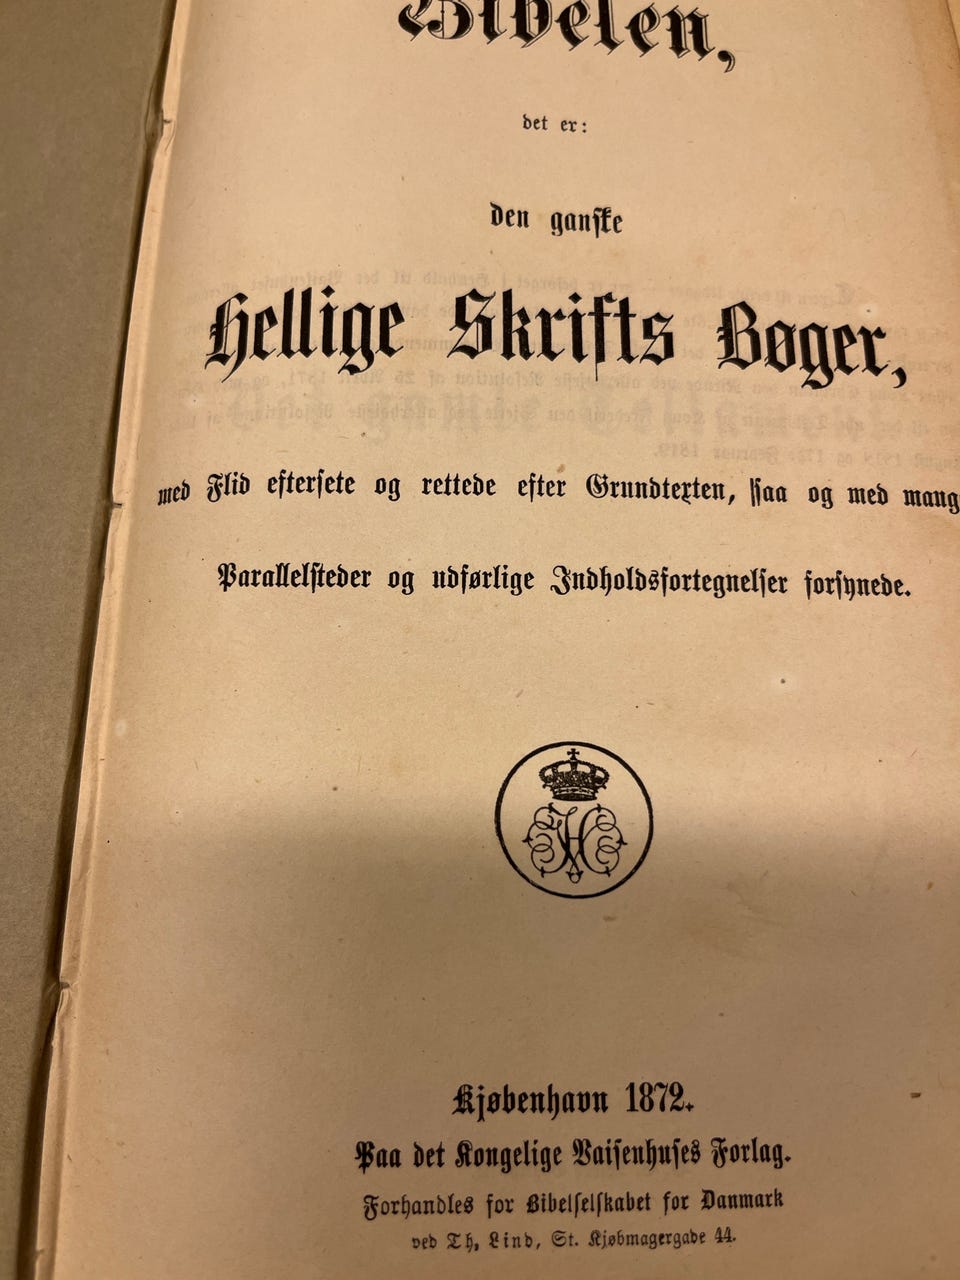 Bibelen,
det er:
den ganske
Hellige Skrifts Bøger,
med Flid eftersete og rettede efter Grundtexten, saa og med mang
Parallelsteder og udførlige Indholdsfortegnelser forsynede.
Kjøbenhavn 1872.
Paa det Kongelige Vaisenhuses Forlag.
Forhandles for Bibelselskabet for Danmark
ved Th, Lind, St. Kjøbmagergade 44.